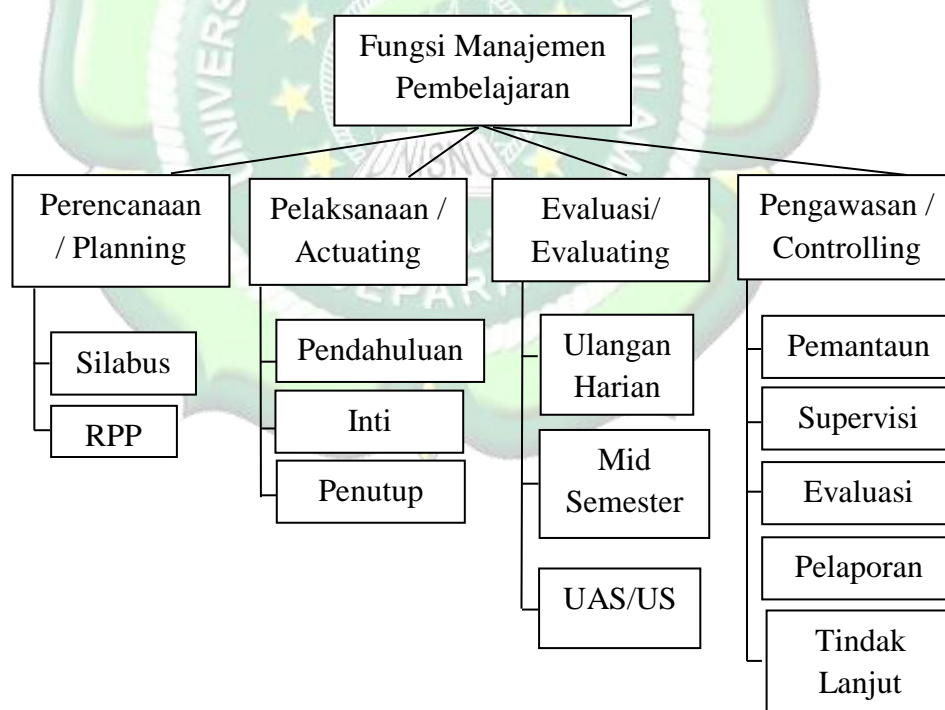 Fungsi Manajemen
Pembelajaran
Perencanaan
/ Planning
Silabus
RPP
Pelaksanaan /
Actuating
Pendahuluan
Inti
Penutup
Evaluasi/
Evaluating
Ulangan
Harian
Mid
Semester
UAS/US
Pengawasan /
Controlling
Pemantaun
Supervisi
Evaluasi
Pelaporan
Tindak
Lanjut
UNISNU